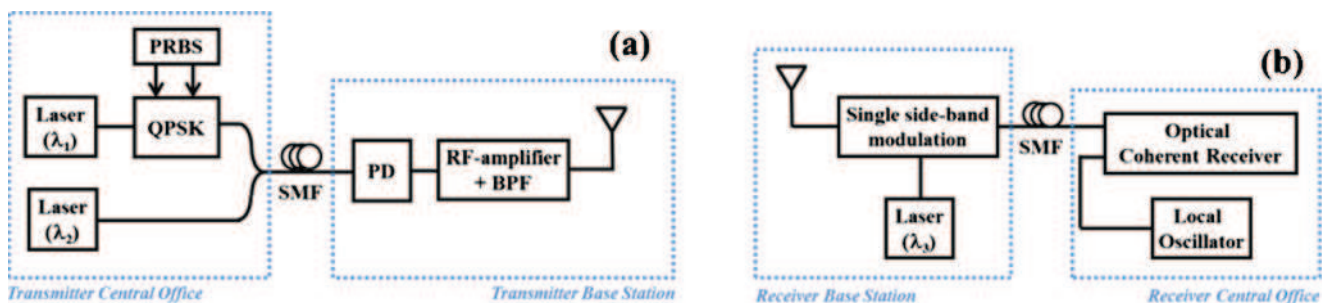 (a)
PRBS
Laser
(λ1)
QPSK
Laser
(λ2)
SMF
PD
RF-amplifier
+ BPF
Transmitter Central Office
Transmitter Base Station
(b)
Single side-band
modulation
Laser
(λ3)
SMF
Optical
Coherent Receiver
Local
Oscillator
Receiver Base Station
Receiver Central Office